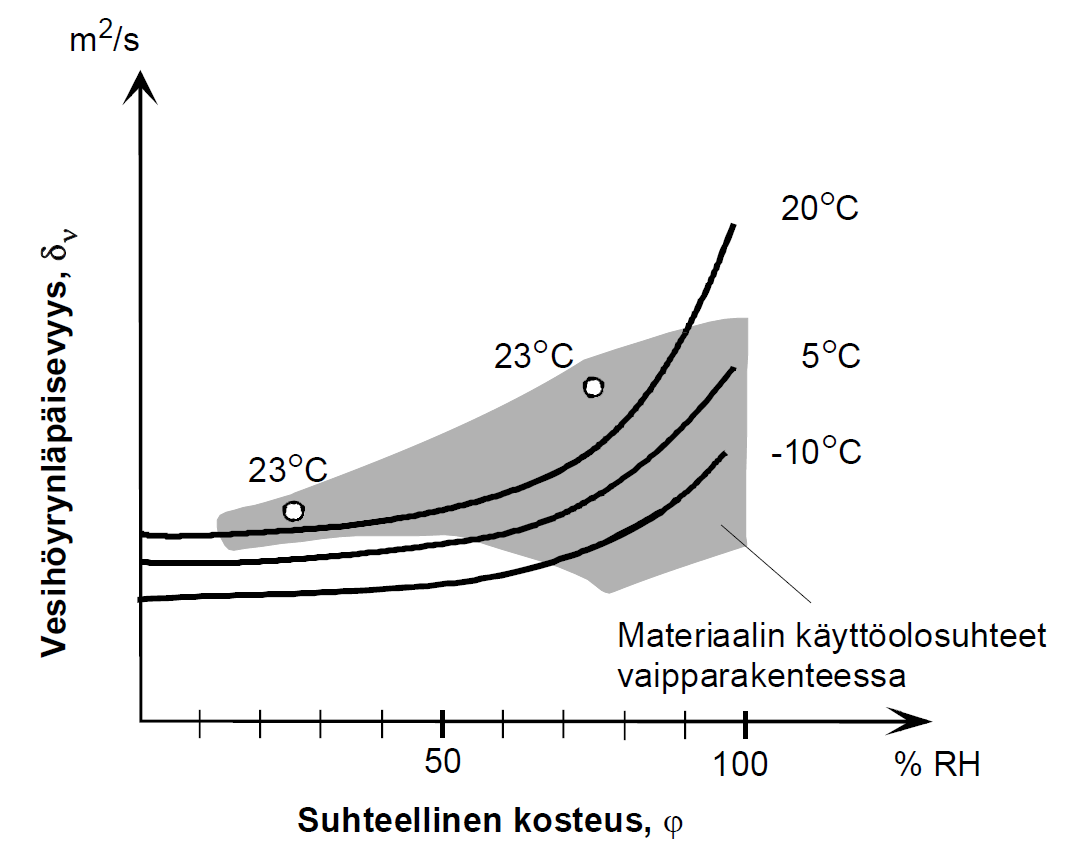 m²/s
Vesihöyrynläpäisevyys, δᵥ
20°C
23°C
5°C
-10°C
23°C
Materiaalin käyttöolosuhteet
vaipparakenteessa
50
100
% RH
Suhteellinen kosteus, φ